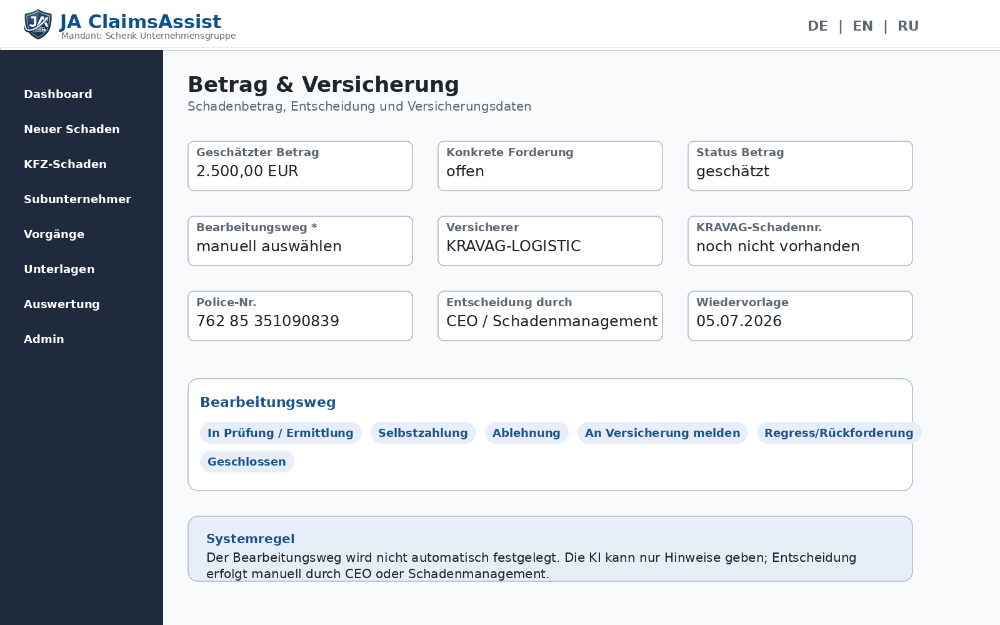 JA
JA ClaimsAssist
Mandant: Schenk Unternehmensgruppe
DE | EN | RU
Dashboard
Neuer Schaden
KFZ-Schaden
Subunternehmer
Vorgänge
Unterlagen
Auswertung
Admin
Betrag & Versicherung
Schadenbetrag, Entscheidung und Versicherungsdaten
Geschätzter Betrag
2.500,00 EUR
Konkrete Forderung
offen
Status Betrag
geschätzt
Bearbeitungsweg *
manuell auswählen
Versicherer
KRAVAG-LOGISTIC
KRAVAG-Schadennr.
noch nicht vorhanden
Police-Nr.
762 85 351090839
Entscheidung durch
CEO / Schadenmanagement
Wiedervorlage
05.07.2026
Bearbeitungsweg
In Prüfung / Ermittlung
Selbstzahlung
Ablehnung
An Versicherung melden
Regress/Rückforderung
Geschlossen
Systemregel
Der Bearbeitungsweg wird nicht automatisch festgelegt. Die KI kann nur Hinweise geben; Entscheidung
erfolgt manuell durch CEO oder Schadenmanagement.